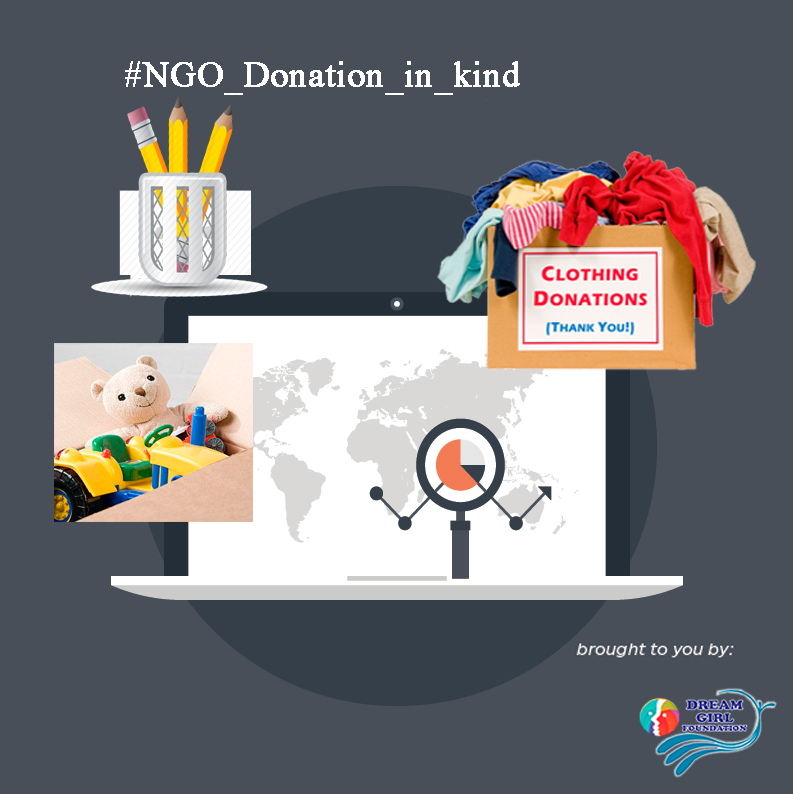 #NGO_Donation_in_kind
CLOTHING
DONATIONS
(THANK YOU!)
brought to you by:
DREAM
GIRL
FOUNDATION